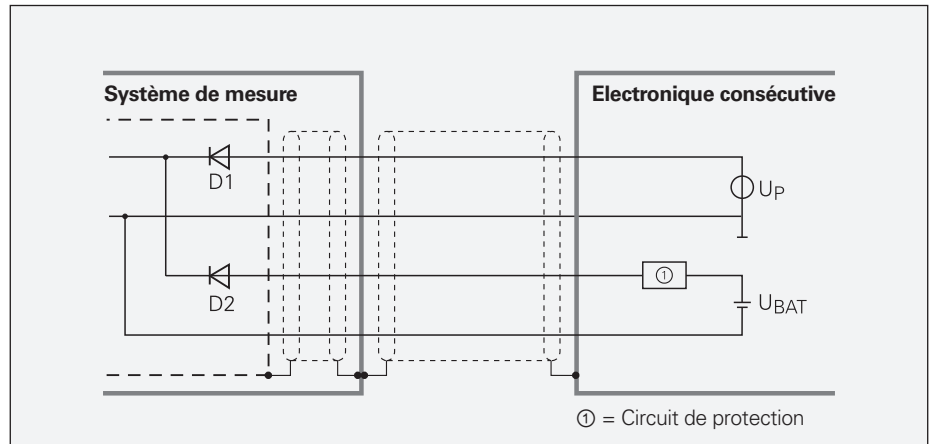 Système de mesure
Electronique consécutive
D1
UP
①
D2
UBAT
① = Circuit de protection